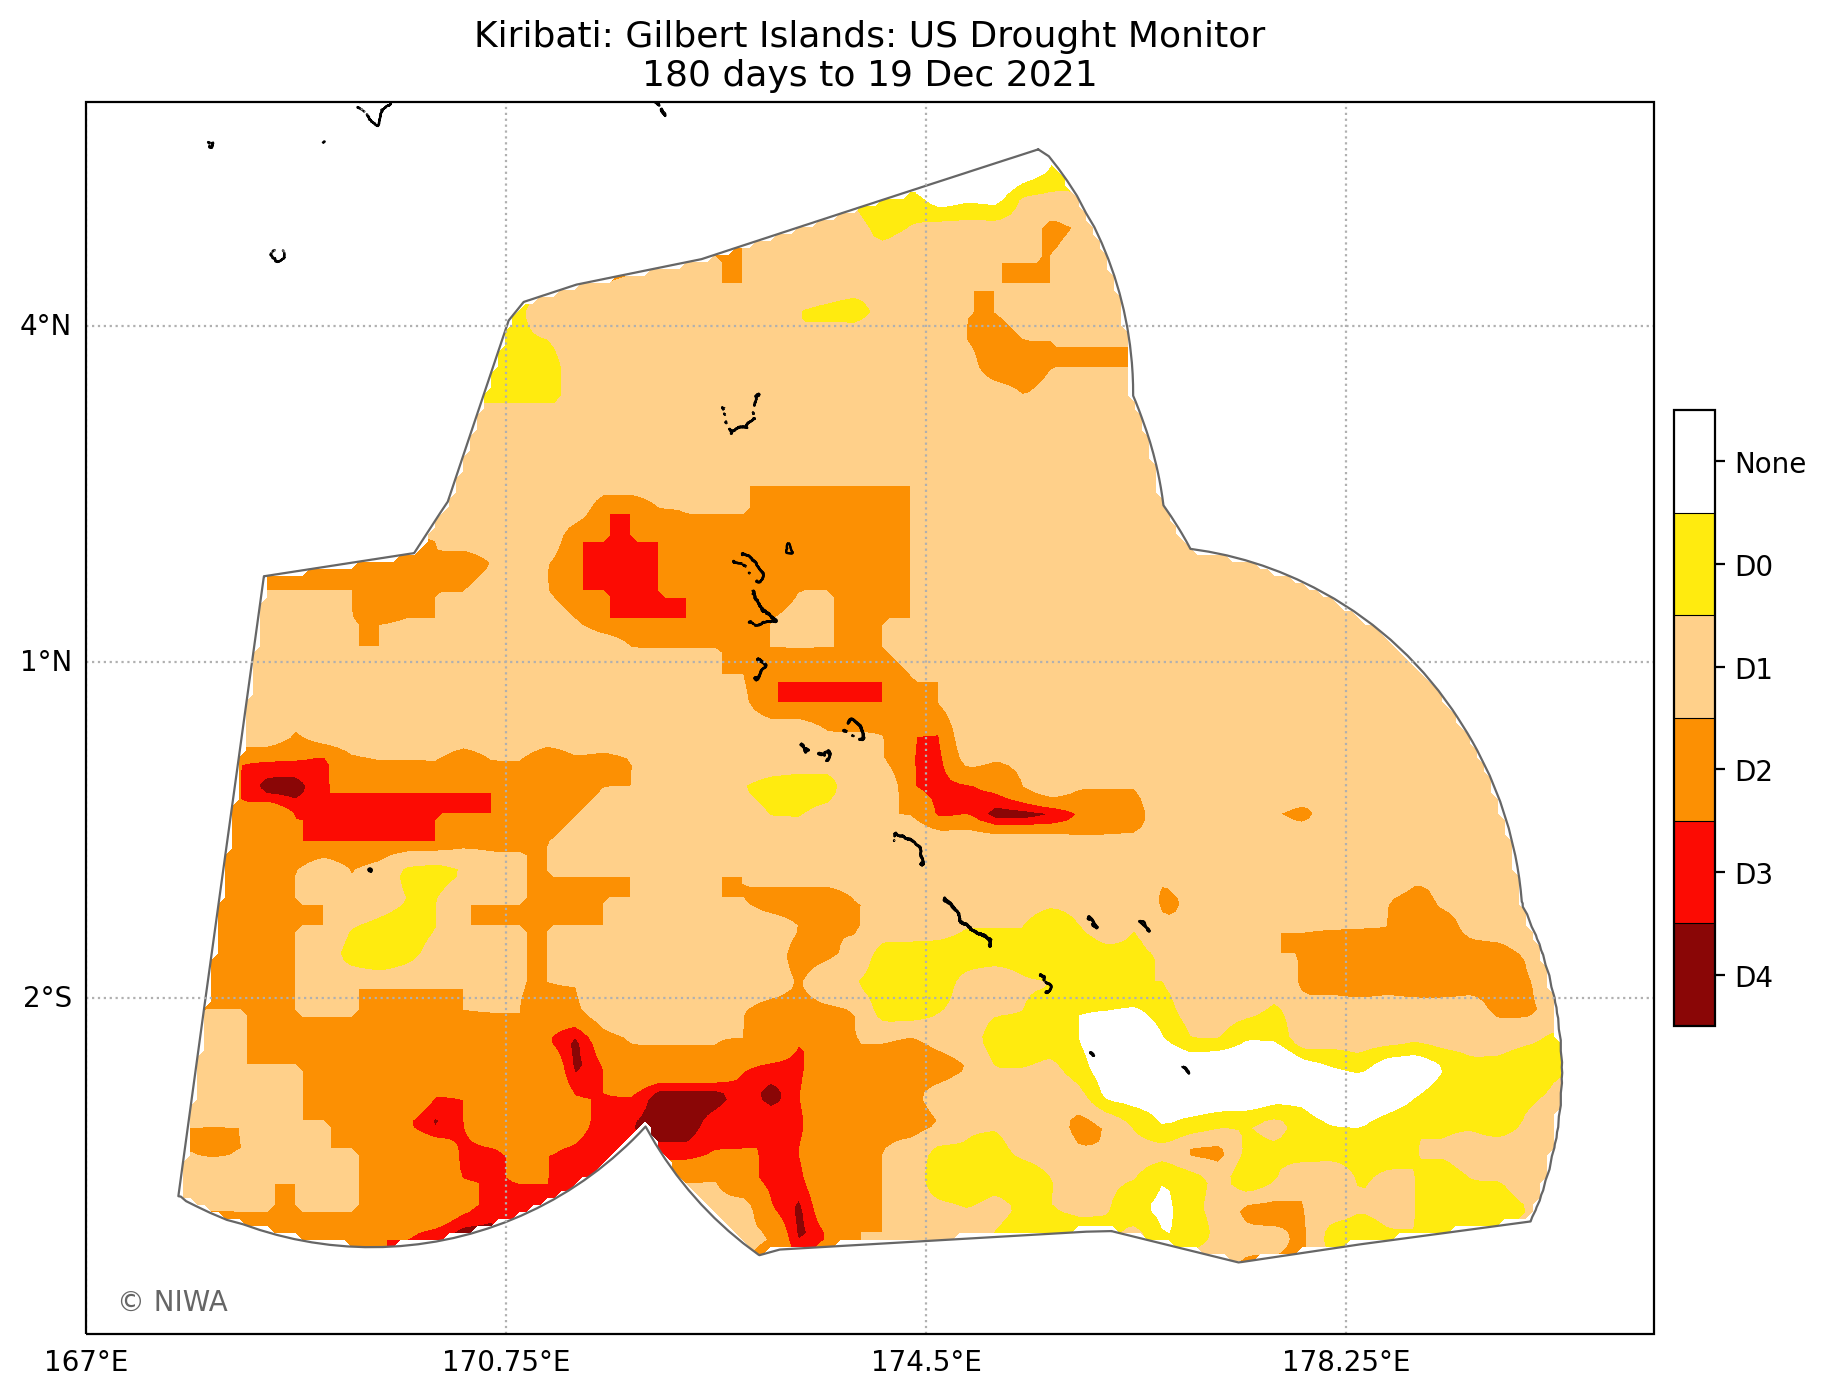 Kiribati: Gilbert Islands: US Drought Monitor
180 days to 19 Dec 2021
4°N
1°N
2°S
None
D0
D1
D2
D3
D4
© NIWA
167°E
170.75°E
174.5°E
178.25°E